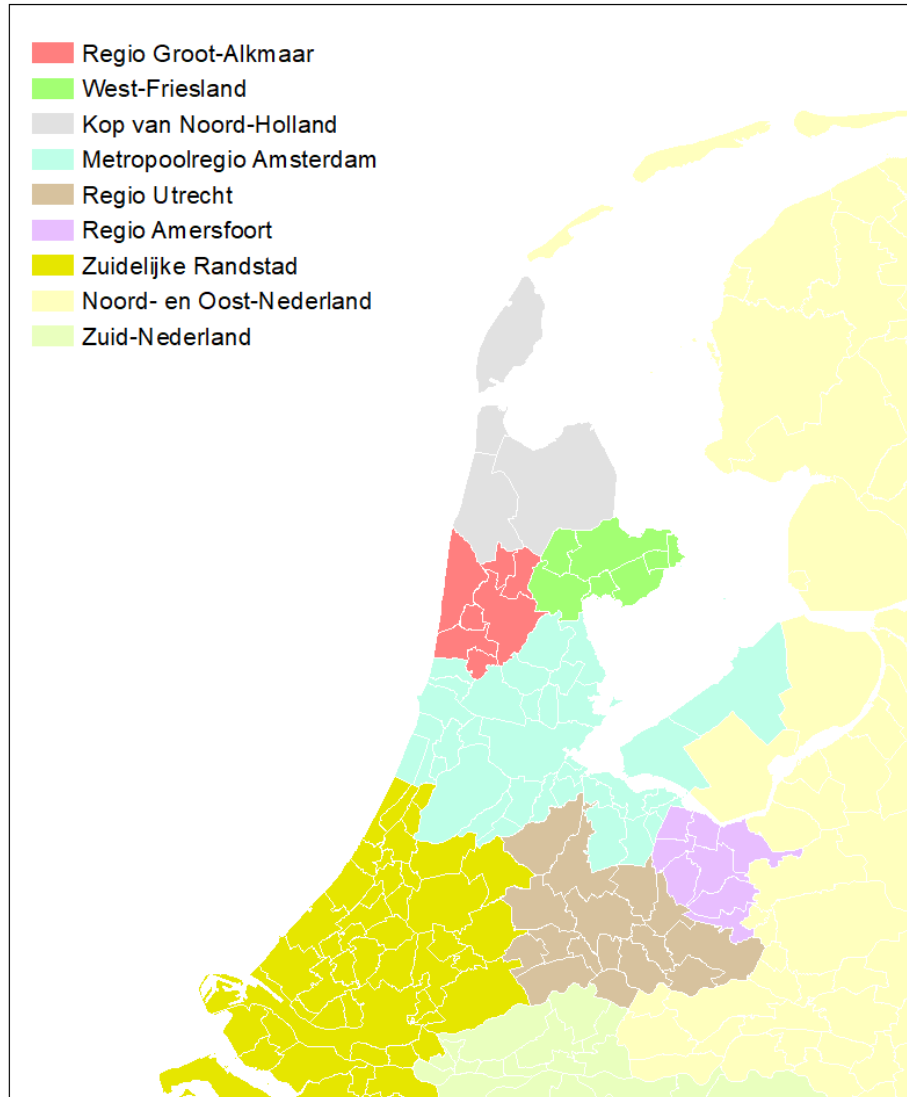 Regio Groot-Alkmaar
West-Friesland
Kop van Noord-Holland
Metropoolregio Amsterdam
Regio Utrecht
Regio Amersfoort
Zuidelijke Randstad
Noord- en Oost-Nederland
Zuid-Nederland